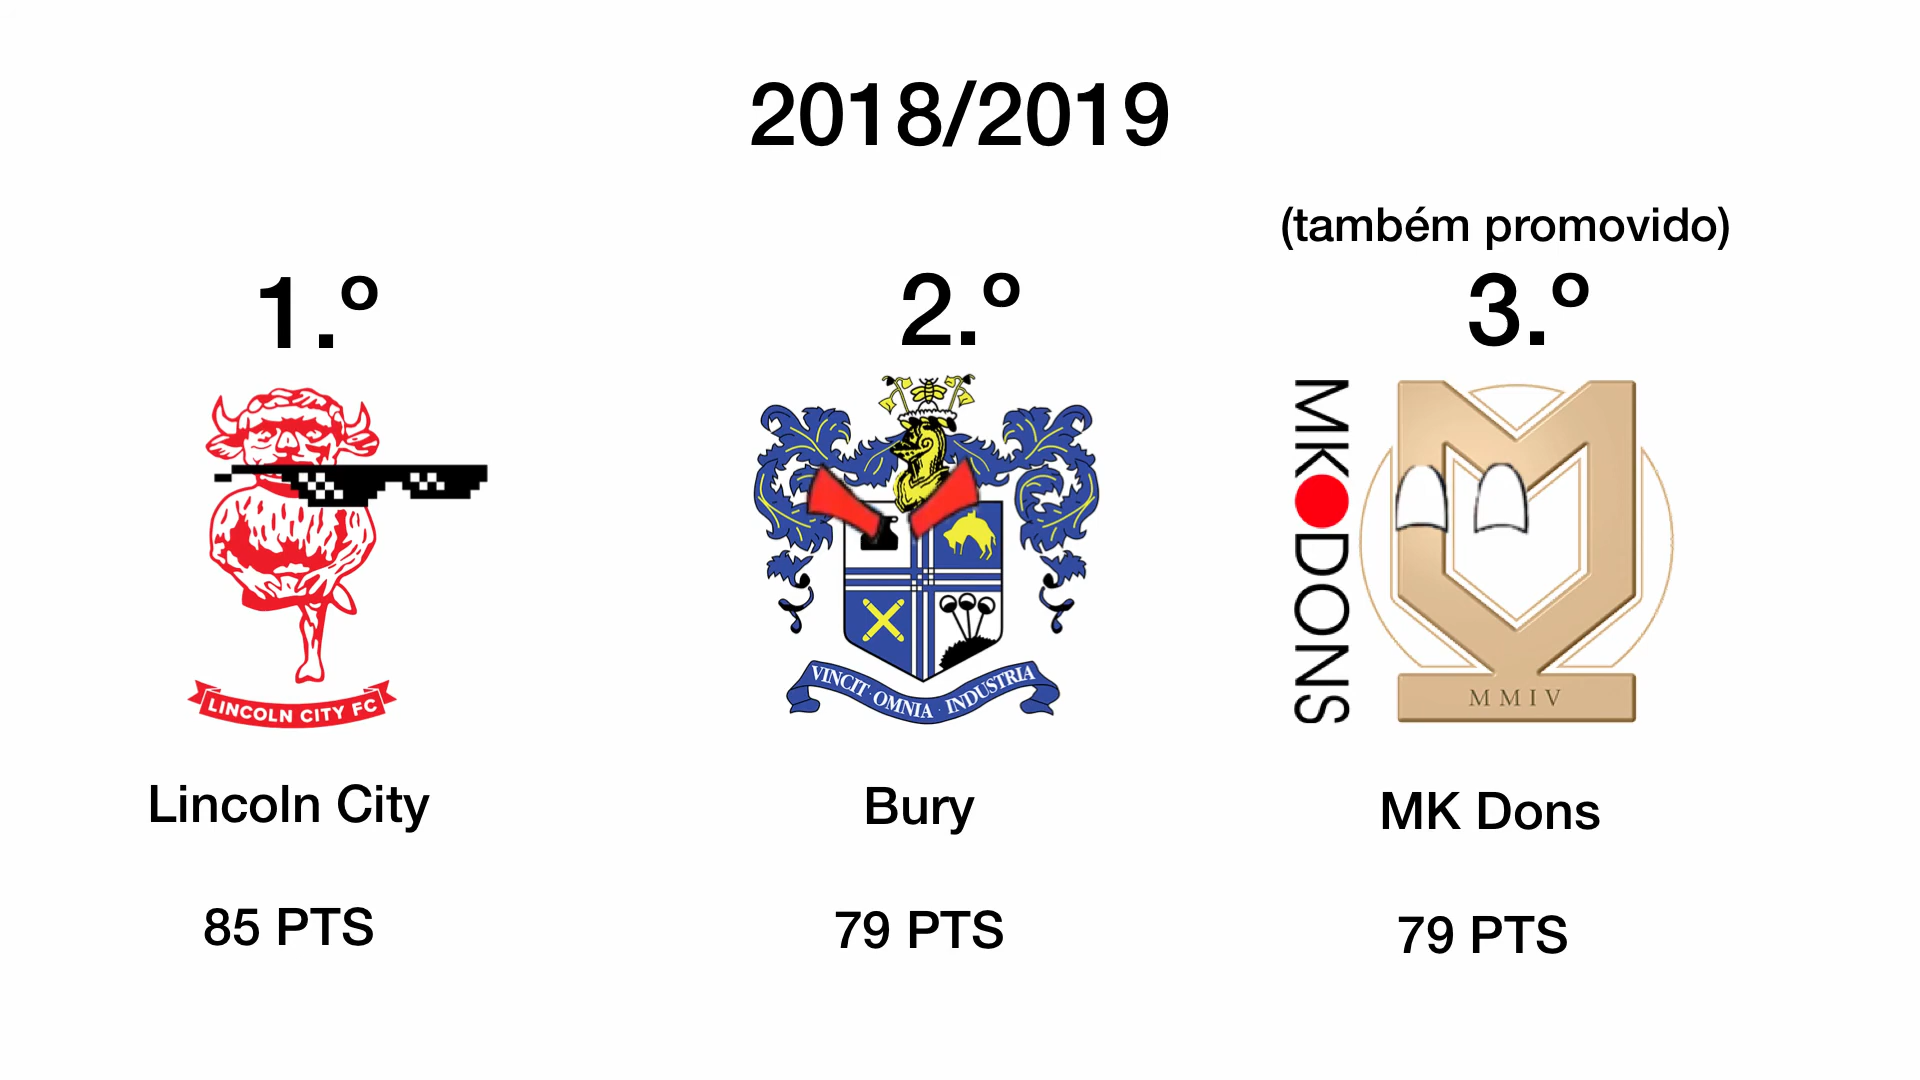 2018/2019
(também promovido)
1.º
2.º
3.º
MK DONS
LINCOLN CITY FC
VINCIT · OMNIA · INDUSTRIA
MMIV
Lincoln City
Bury
MK Dons
85 PTS
79 PTS
79 PTS